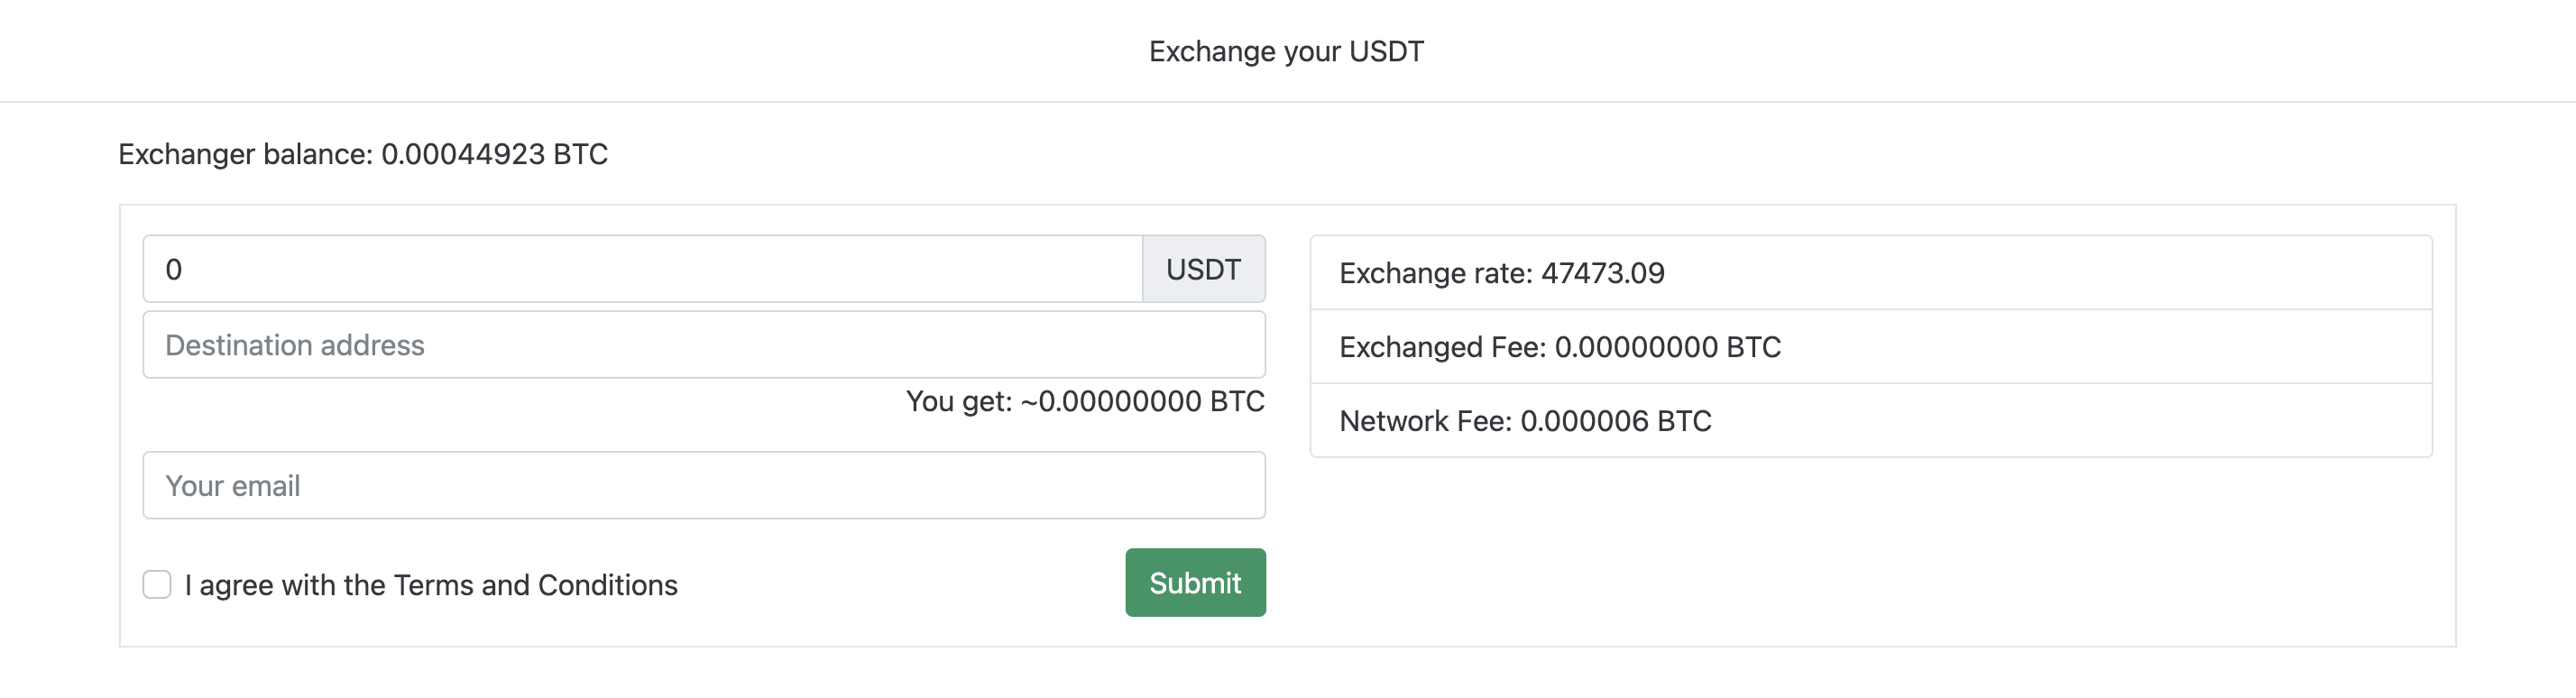 Exchange your USDT
Exchanger balance: 0.00044923 BTC
0 USDT
Destination address
You get: ~0.00000000 BTC
Your email
I agree with the Terms and Conditions
Submit
Exchange rate: 47473.09
Exchanged Fee: 0.00000000 BTC
Network Fee: 0.000006 BTC